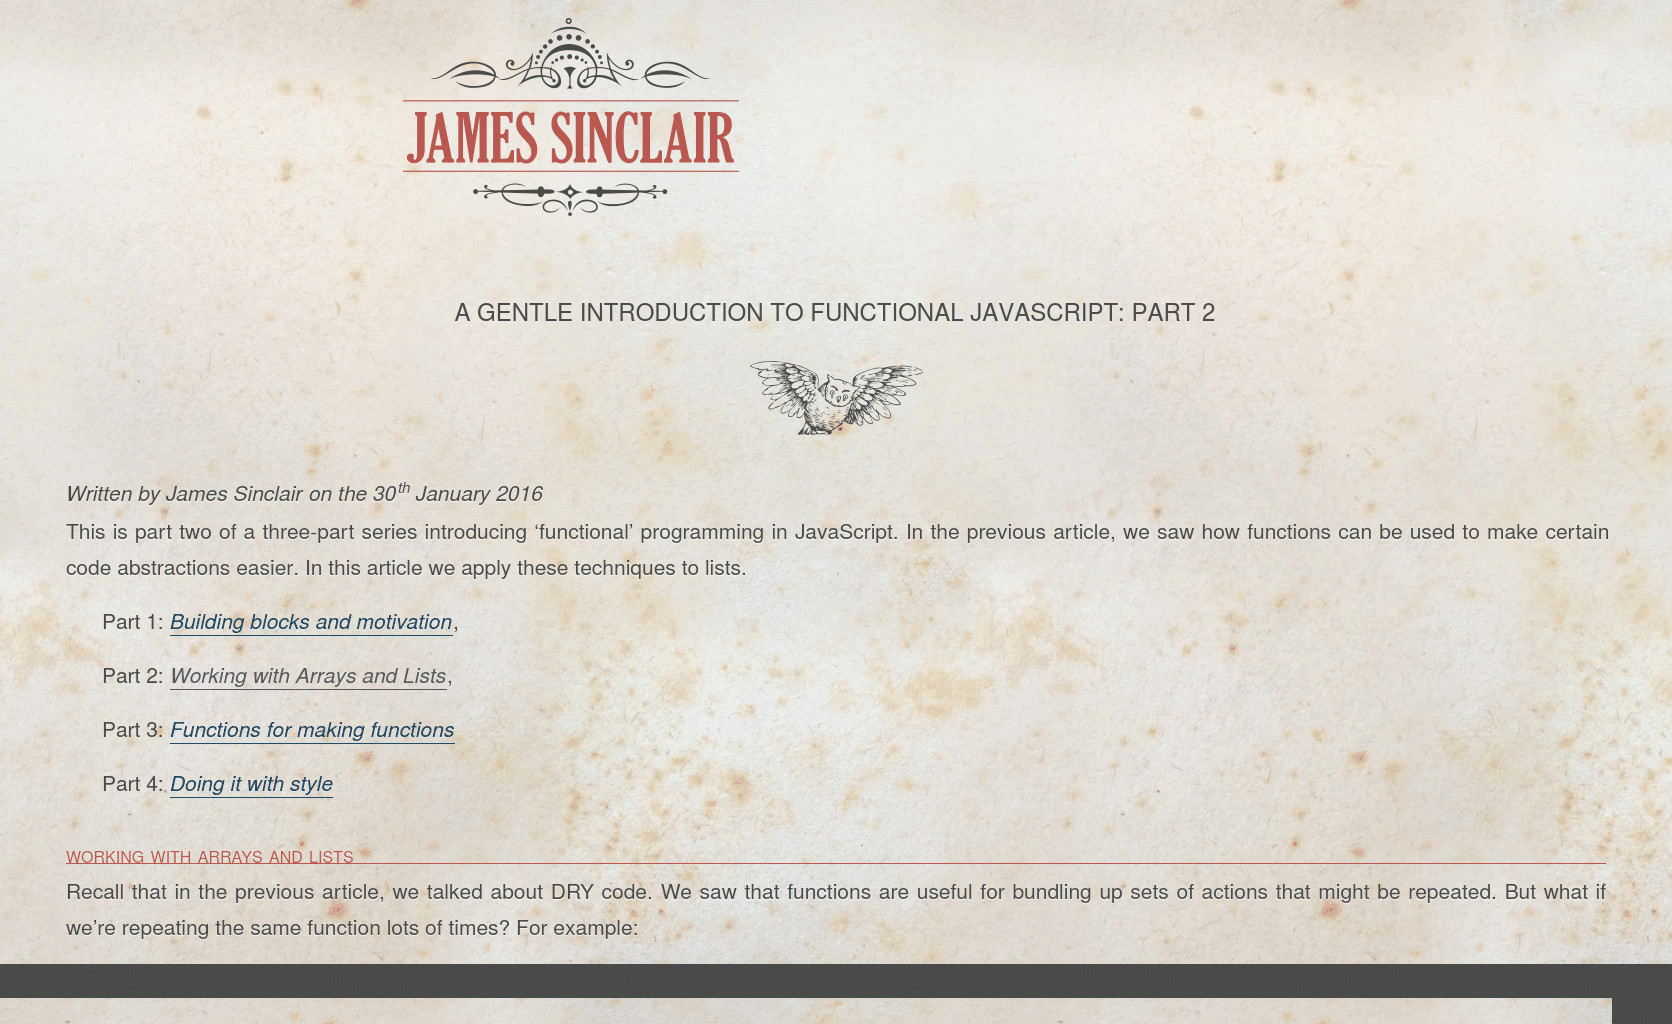 JAMES SINCLAIR
A GENTLE INTRODUCTION TO FUNCTIONAL JAVASCRIPT: PART 2
Written by James Sinclair on the 30th January 2016
This is part two of a three-part series introducing ‘functional’ programming in JavaScript. In the previous article, we saw how functions can be used to make certain
code abstractions easier. In this article we apply these techniques to lists.
Part 1: Building blocks and motivation,
Part 2: Working with Arrays and Lists,
Part 3: Functions for making functions
Part 4: Doing it with style
WORKING WITH ARRAYS AND LISTS
Recall that in the previous article, we talked about DRY code. We saw that functions are useful for bundling up sets of actions that might be repeated. But what if
we’re repeating the same function lots of times? For example: